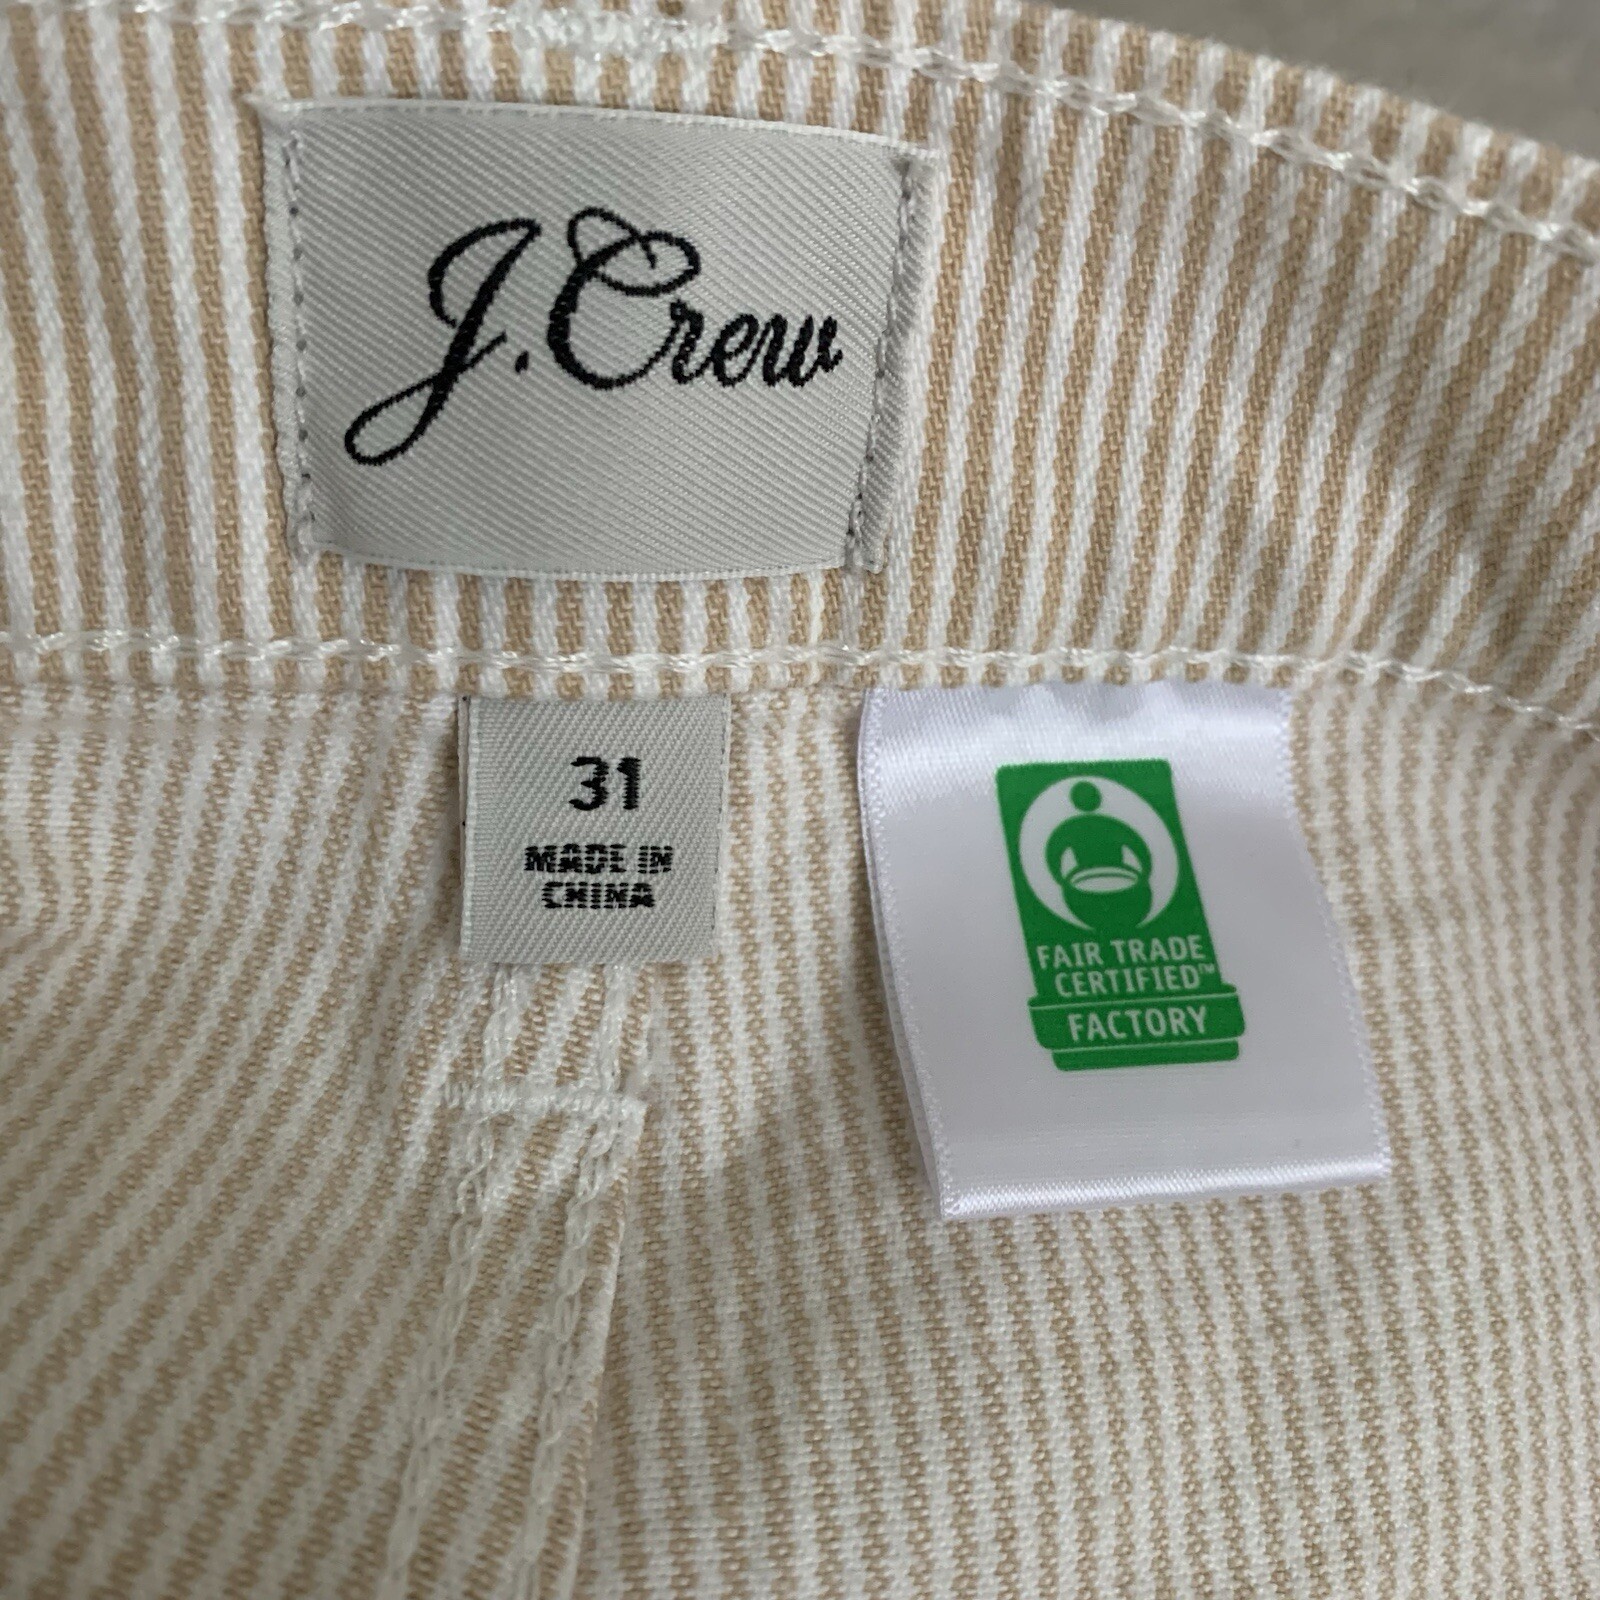 J.Crew
31
MADE IN
CHINA
FAIR TRADE
CERTIFIED™
FACTORY